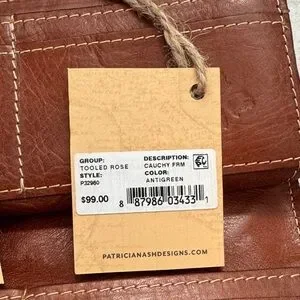 GROUP: DESCRIPTION:
TOOLED ROSE CAUCHY FRM
STYLE: COLOR:
P32960 ANTIGREEN
$99.00 8 87986 03433 1
PATRICIANASHDESIGNS.COM